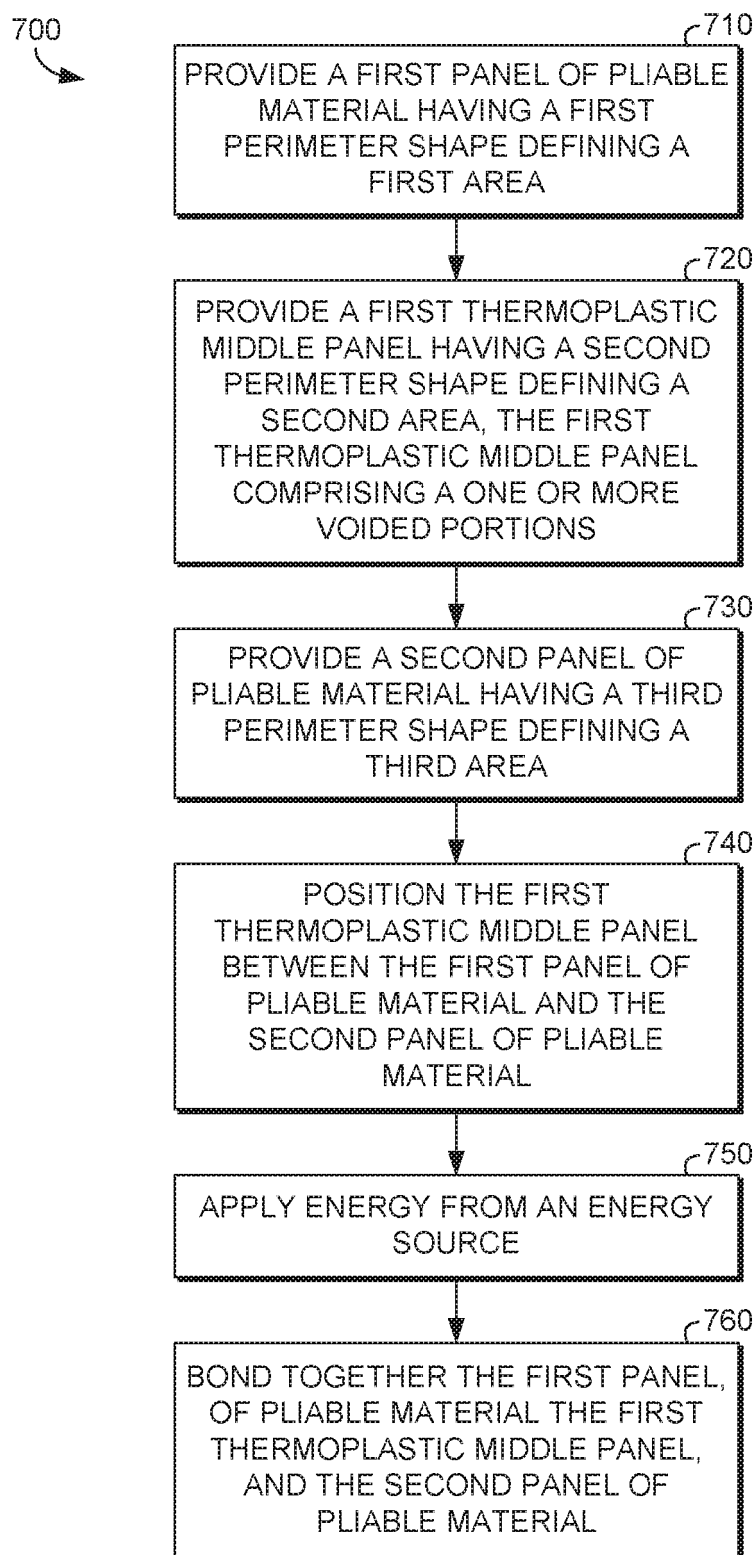 700
710
PROVIDE A FIRST PANEL OF PLIABLE
MATERIAL HAVING A FIRST
PERIMETER SHAPE DEFINING A
FIRST AREA
720
PROVIDE A FIRST THERMOPLASTIC
MIDDLE PANEL HAVING A SECOND
PERIMETER SHAPE DEFINING A
SECOND AREA, THE FIRST
THERMOPLASTIC MIDDLE PANEL
COMPRISING A ONE OR MORE
VOIDED PORTIONS
730
PROVIDE A SECOND PANEL OF
PLIABLE MATERIAL HAVING A THIRD
PERIMETER SHAPE DEFINING A
THIRD AREA
740
POSITION THE FIRST
THERMOPLASTIC MIDDLE PANEL
BETWEEN THE FIRST PANEL OF
PLIABLE MATERIAL AND THE
SECOND PANEL OF PLIABLE
MATERIAL
750
APPLY ENERGY FROM AN ENERGY
SOURCE
760
BOND TOGETHER THE FIRST PANEL,
OF PLIABLE MATERIAL THE FIRST
THERMOPLASTIC MIDDLE PANEL,
AND THE SECOND PANEL OF
PLIABLE MATERIAL